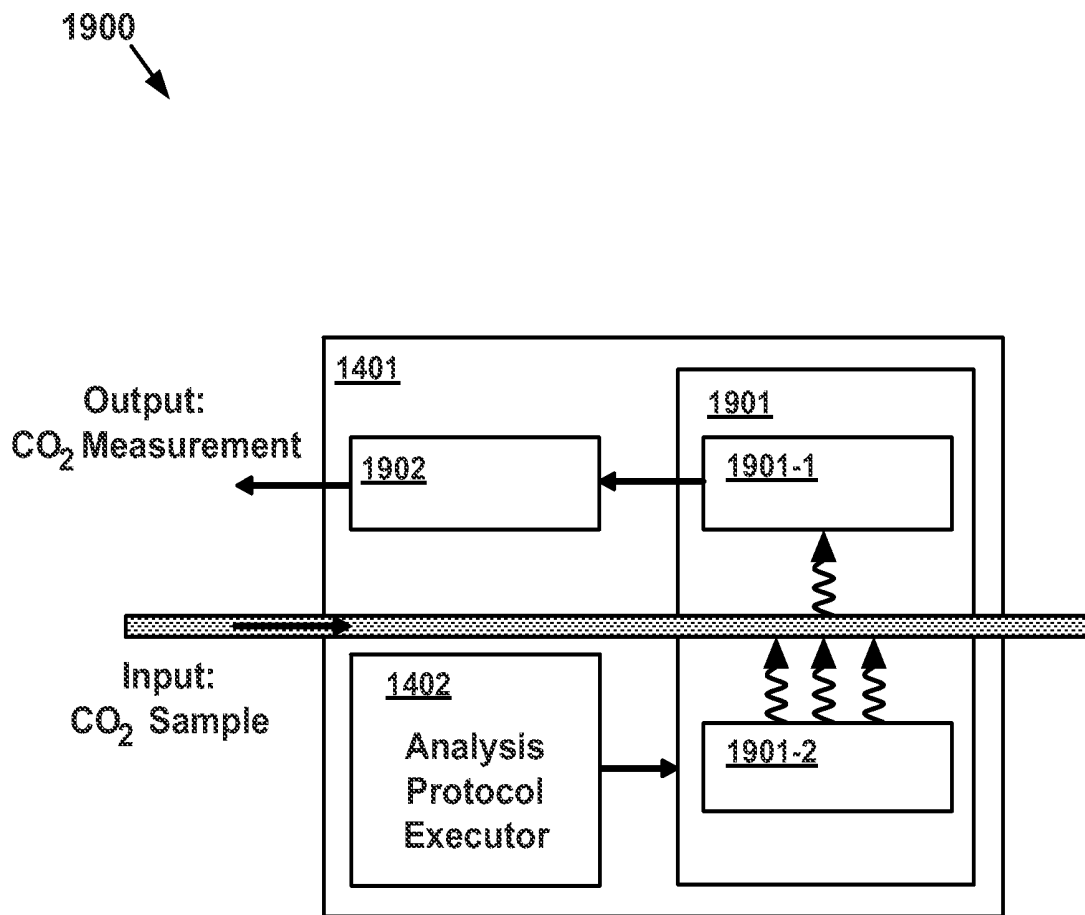 1900
1401
Output:
CO2 Measurement
1902
1901
1901-1
Input:
CO2 Sample
1402
Analysis
Protocol
Executor
1901-2